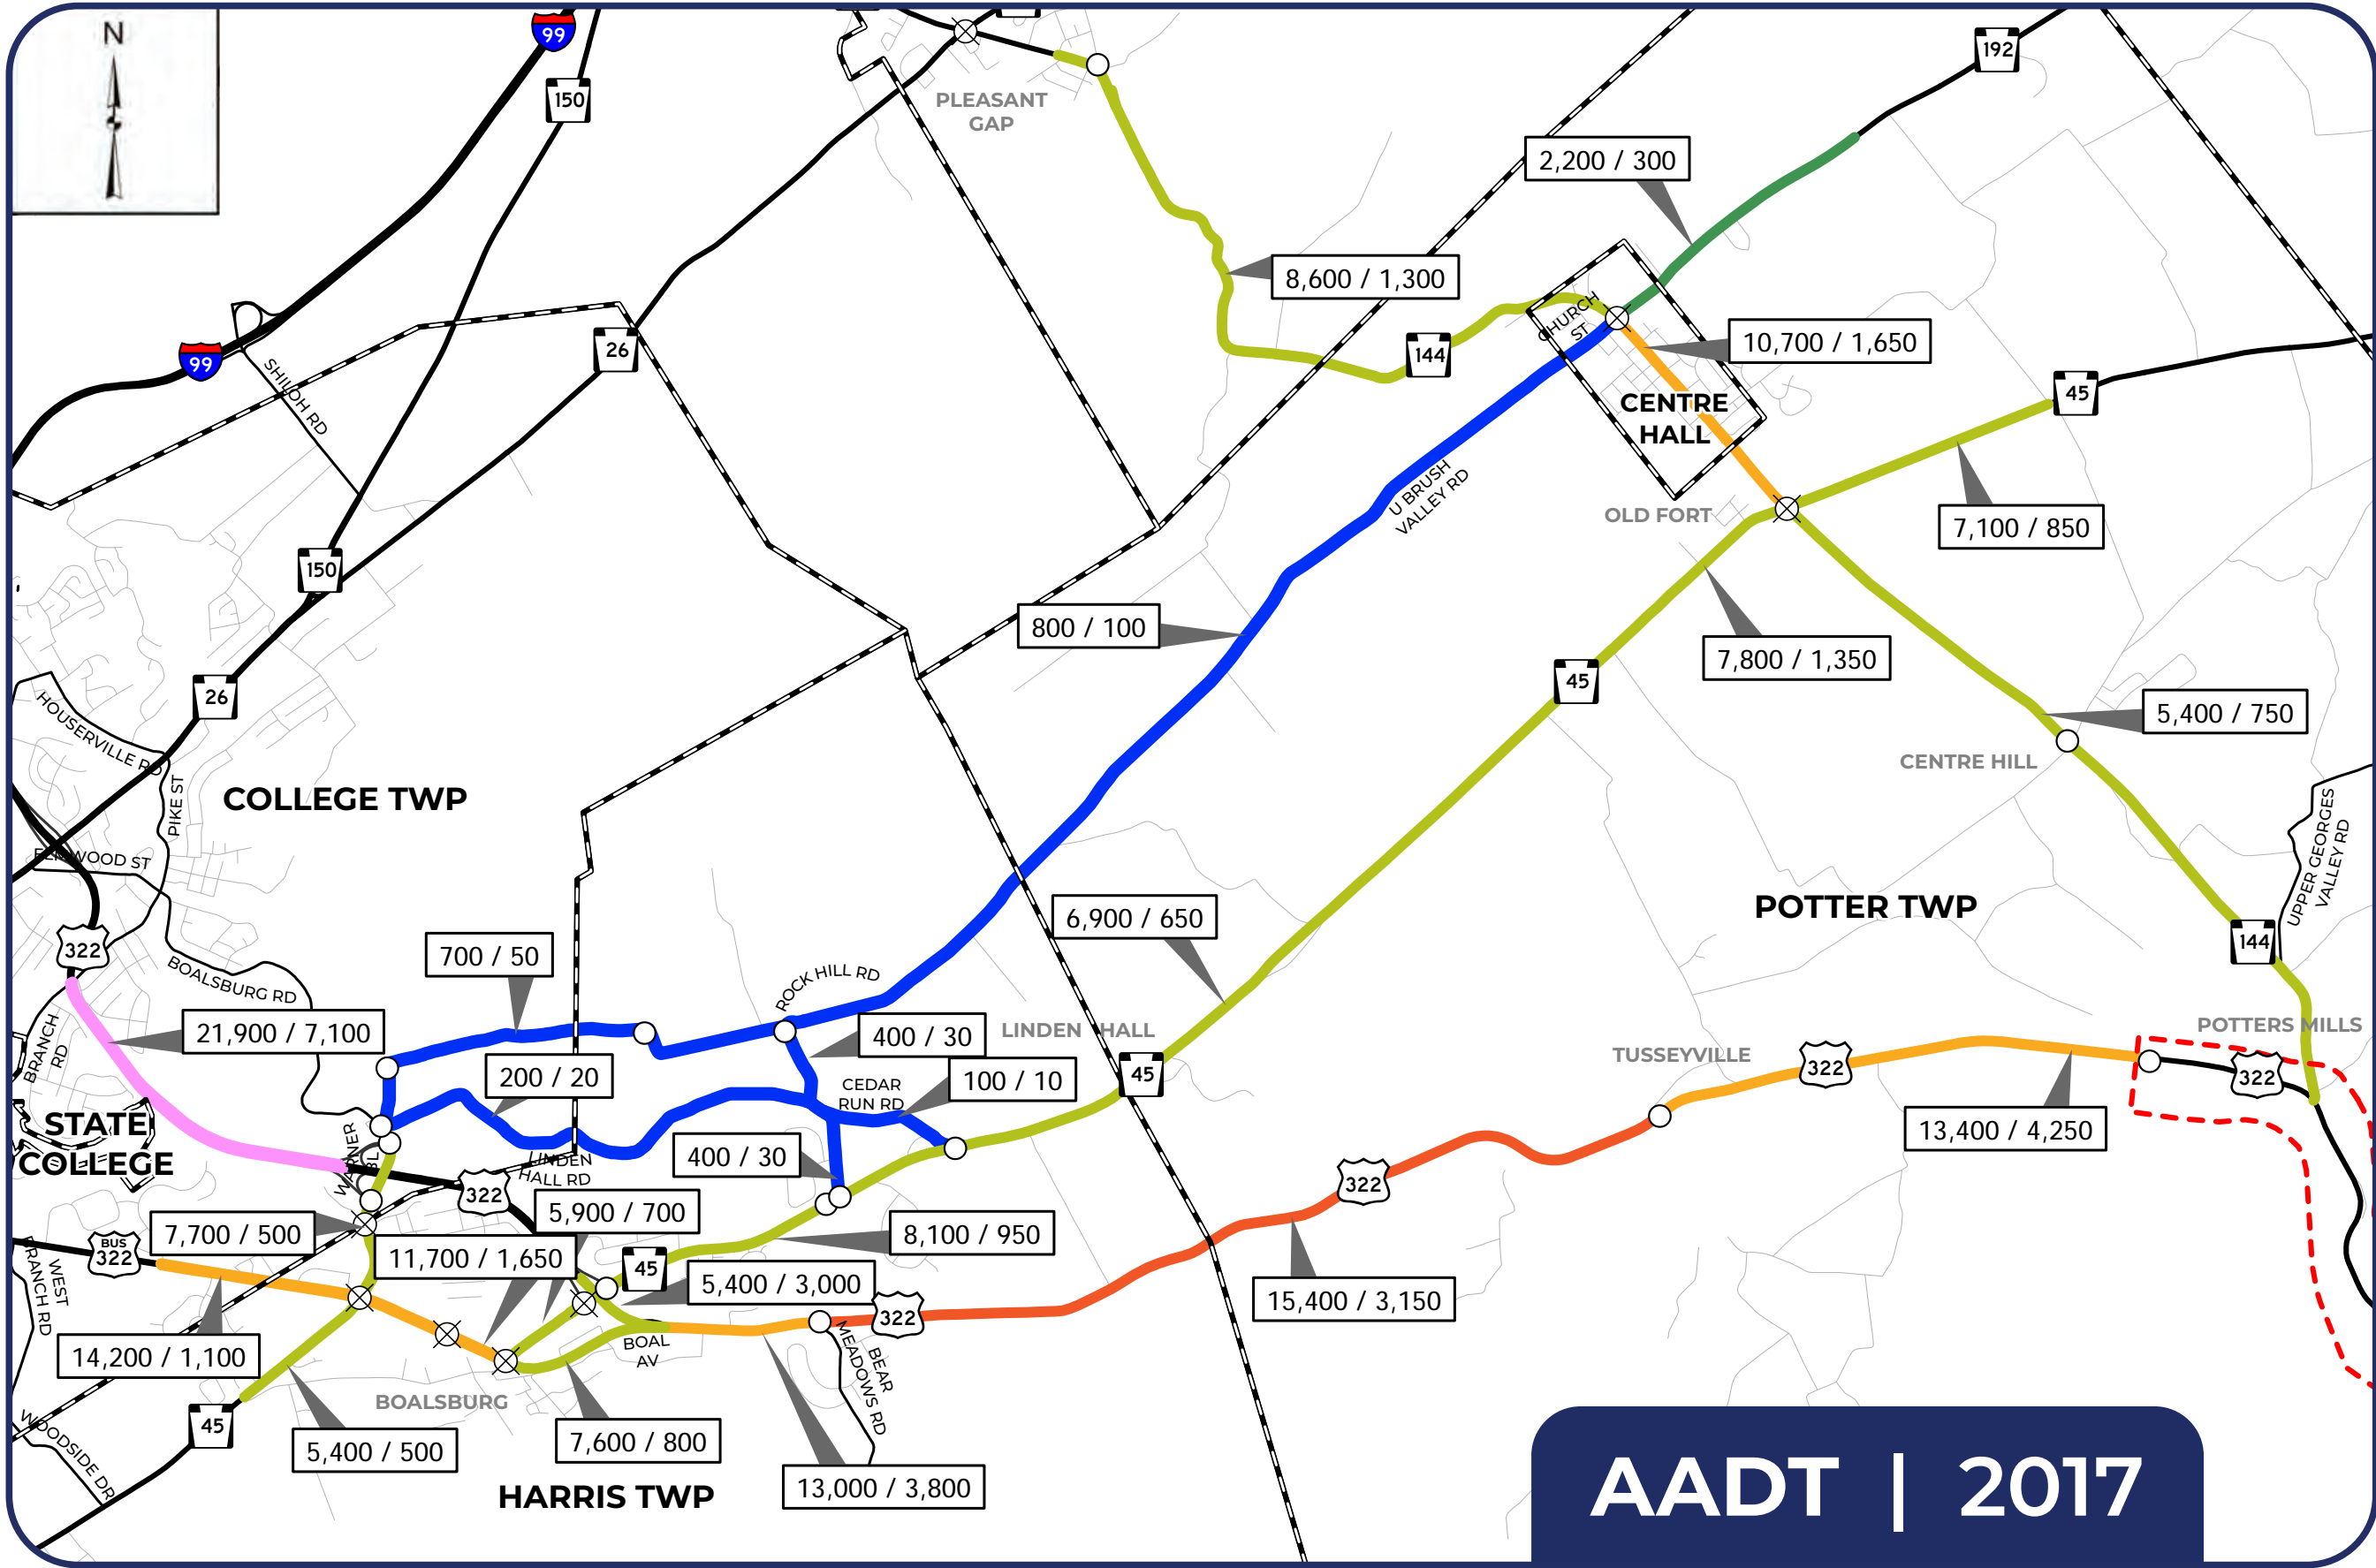 N
99
150
192
PLEASANT
GAP
2,200 / 300
8,600 / 1,300
CHURCH
ST
144
10,700 / 1,650
99
26
SHILOH RD
45
CENTRE
HALL
U BRUSH
VALLEY RD
OLD FORT
7,100 / 850
150
800 / 100
7,800 / 1,350
45
26
HOUSERVILLE RD
5,400 / 750
CENTRE HILL
COLLEGE TWP
PIKE ST
UPPER GEORGES
VALLEY RD
ELMWOOD ST
POTTER TWP
6,900 / 650
144
322
700 / 50
BOALSBURG RD
ROCK HILL RD
21,900 / 7,100
400 / 30
LINDEN HALL
POTTERS MILLS
BRANCH
RD
TUSSEYVILLE
322
322
200 / 20
100 / 10
45
CEDAR
RUN RD
STATE
COLLEGE
13,400 / 4,250
WARNER
BL
400 / 30
LINDEN
HALL RD
322
322
5,900 / 700
7,700 / 500
8,100 / 950
BUS
322
11,700 / 1,650
45
WEST
BRANCH RD
5,400 / 3,000
15,400 / 3,150
322
14,200 / 1,100
BOAL
AV
BEAR
MEADOWS RD
BOALSBURG
45
WOODSIDE DR
5,400 / 500
7,600 / 800
13,000 / 3,800
HARRIS TWP
AADT | 2017